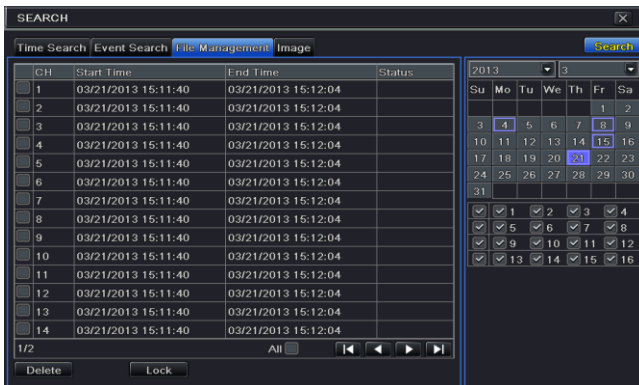 SEARCH
Time Search Event Search File Management Image Search
CH Start Time End Time Status
1 03/21/2013 15:11:40 03/21/2013 15:12:04
2 03/21/2013 15:11:40 03/21/2013 15:12:04
3 03/21/2013 15:11:40 03/21/2013 15:12:04
4 03/21/2013 15:11:40 03/21/2013 15:12:04
5 03/21/2013 15:11:40 03/21/2013 15:12:04
6 03/21/2013 15:11:40 03/21/2013 15:12:04
7 03/21/2013 15:11:40 03/21/2013 15:12:04
8 03/21/2013 15:11:40 03/21/2013 15:12:04
9 03/21/2013 15:11:40 03/21/2013 15:12:04
10 03/21/2013 15:11:40 03/21/2013 15:12:04
11 03/21/2013 15:11:40 03/21/2013 15:12:04
12 03/21/2013 15:11:40 03/21/2013 15:12:04
13 03/21/2013 15:11:40 03/21/2013 15:12:04
14 03/21/2013 15:11:40 03/21/2013 15:12:04
1/2 All
Delete Lock
2013 3
Su Mo Tu We Th Fr Sa
1 2
3 4 5 6 7 8 9
10 11 12 13 14 15 16
17 18 19 20 21 22 23
24 25 26 27 28 29 30
31
1 2 3 4
5 6 7 8
9 10 11 12
13 14 15 16